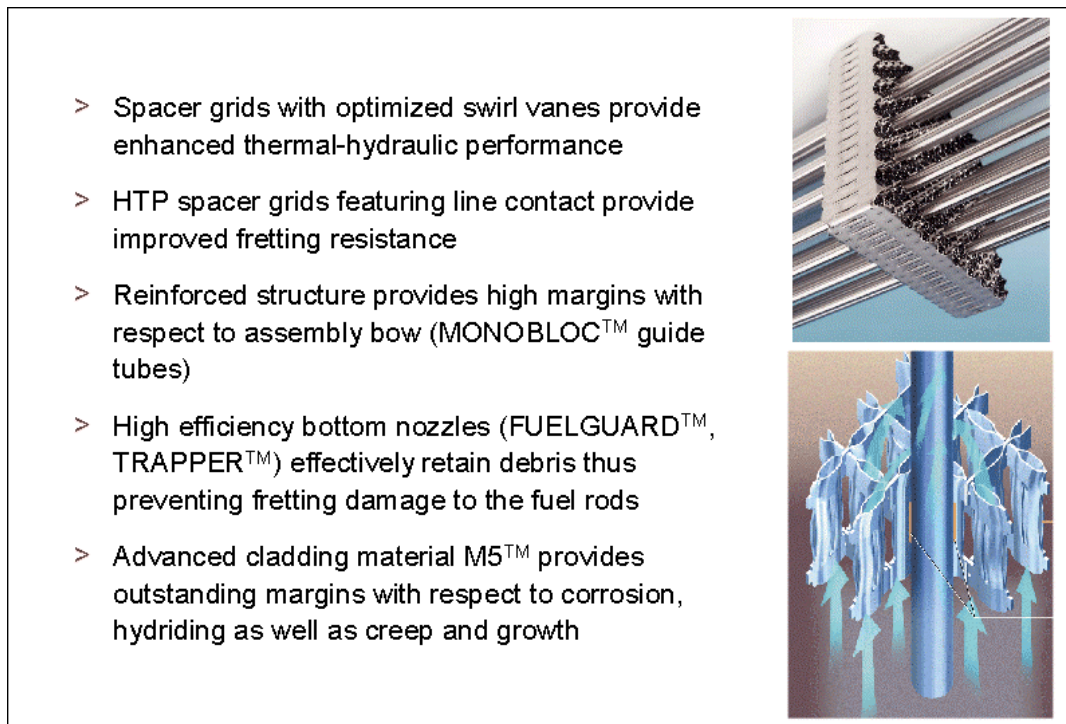 > Spacer grids with optimized swirl vanes provide
enhanced thermal-hydraulic performance
> HTP spacer grids featuring line contact provide
improved fretting resistance
> Reinforced structure provides high margins with
respect to assembly bow (MONOBLOC™ guide
tubes)
> High efficiency bottom nozzles (FUELGUARD™,
TRAPPER™) effectively retain debris thus
preventing fretting damage to the fuel rods
> Advanced cladding material M5™ provides
outstanding margins with respect to corrosion,
hydriding as well as creep and growth